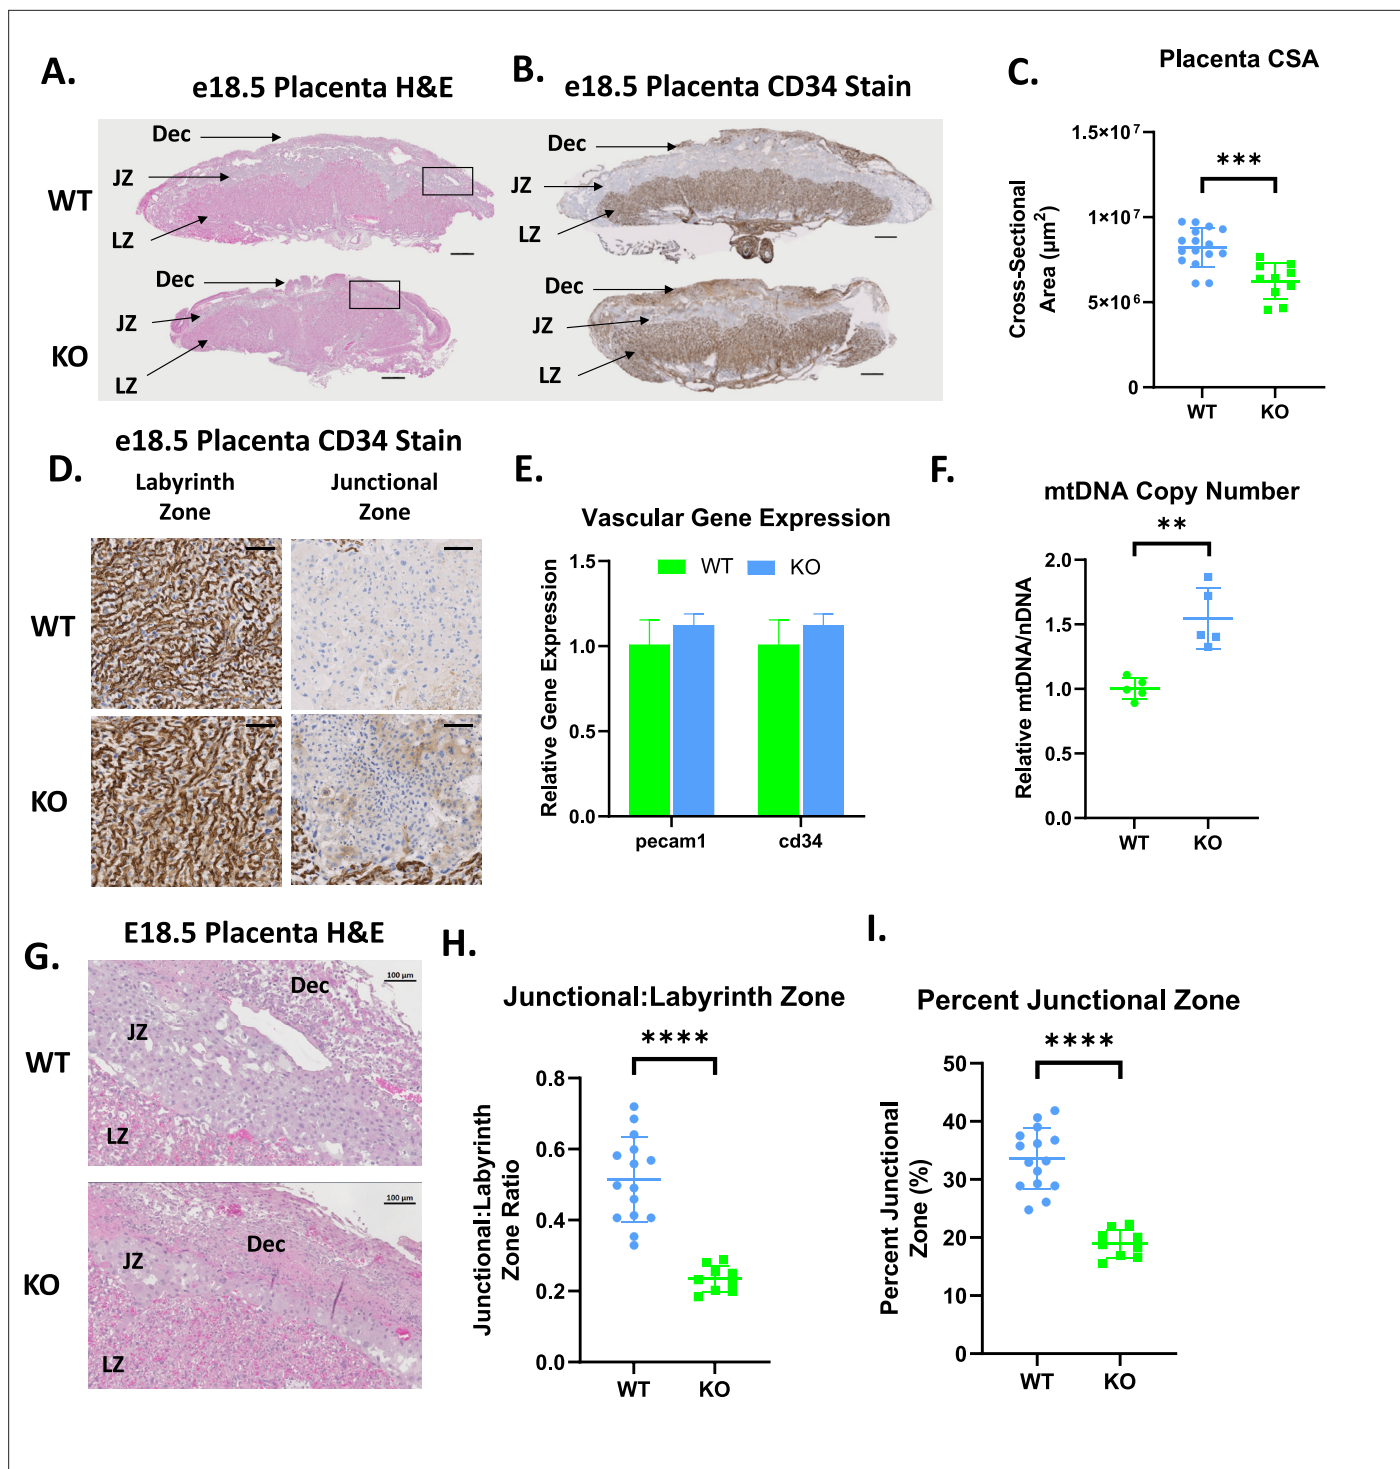 A.
e18.5 Placenta H&E
Dec
JZ
WT
LZ
Dec
JZ
KO
LZ
B.
e18.5 Placenta CD34 Stain
Dec
JZ
LZ
Dec
JZ
LZ
C.
Placenta CSA
Cross-Sectional
Area (µm²)
1.5×10⁷
***
1×10⁷
5×10⁶
0
WT KO
D.
e18.5 Placenta CD34 Stain
Labyrinth
Zone
Junctional
Zone
WT
KO
E.
Vascular Gene Expression
Relative Gene Expression
WT KO
1.5
1.0
0.5
0.0
pecam1 cd34
F.
mtDNA Copy Number
**
Relative mtDNA/nDNA
2.0
1.5
1.0
0.5
0.0
WT KO
G.
E18.5 Placenta H&E
WT
100 µm
Dec
JZ
LZ
KO
100 µm
Dec
JZ
LZ
H.
Junctional:Labyrinth Zone
****
Junctional:Labyrinth
Zone Ratio
0.8
0.6
0.4
0.2
0.0
WT KO
I.
Percent Junctional Zone
****
Percent Junctional
Zone (%)
50
40
30
20
10
0
WT KO